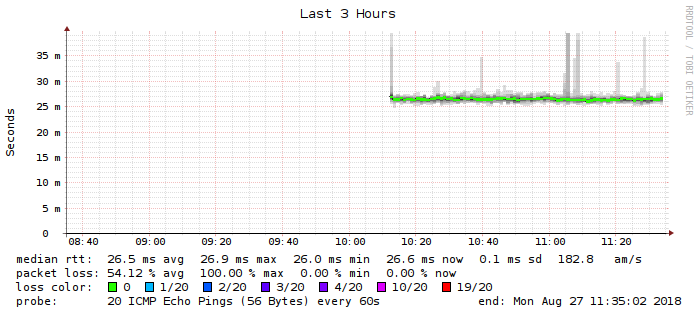 Last 3 Hours
RRDTOOL / TOBI OETIKER
Seconds
35 m
30 m
25 m
20 m
15 m
10 m
5 m
0
08:40 09:00 09:20 09:40 10:00 10:20 10:40 11:00 11:20
median rtt: 26.5 ms avg 26.9 ms max 26.0 ms min 26.6 ms now 0.1 ms sd 182.8 am/s
packet loss: 54.12 % avg 100.00 % max 0.00 % min 0.00 % now
loss color: 0 1/20 2/20 3/20 4/20 10/20 19/20
probe: 20 ICMP Echo Pings (56 Bytes) every 60s end: Mon Aug 27 11:35:02 2018